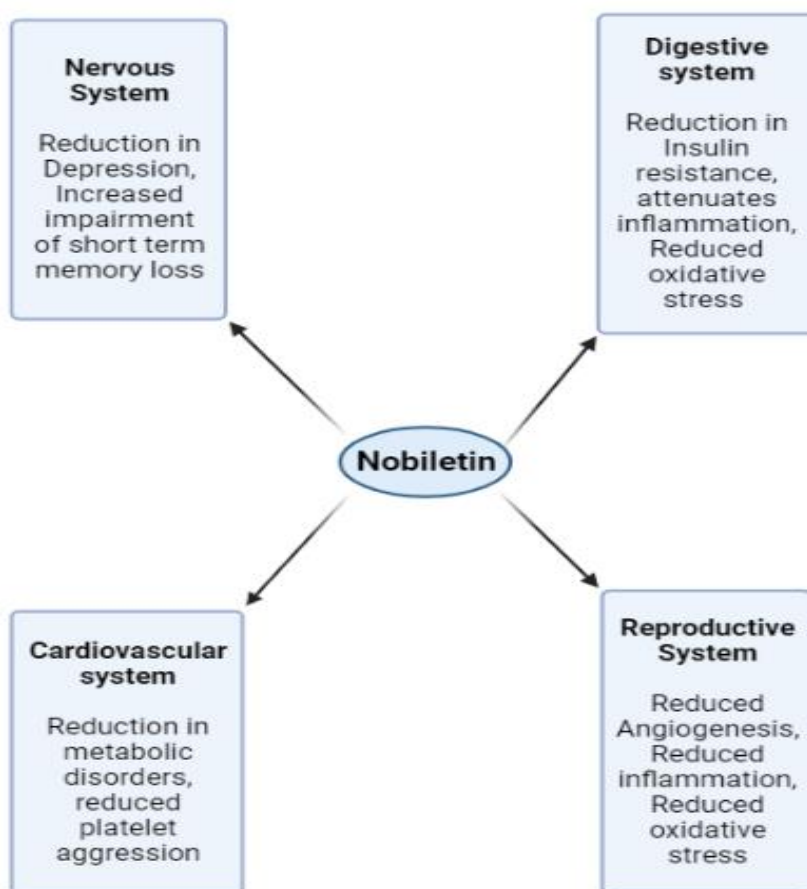 Nervous
System
Reduction in
Depression,
Increased
impairment
of short term
memory loss
Digestive
system
Reduction in
Insulin
resistance,
attenuates
inflammation,
Reduced
oxidative
stress
Nobiletin
Cardiovascular
system
Reduction in
metabolic
disorders,
reduced
platelet
aggression
Reproductive
System
Reduced
Angiogenesis,
Reduced
inflammation,
Reduced
oxidative
stress